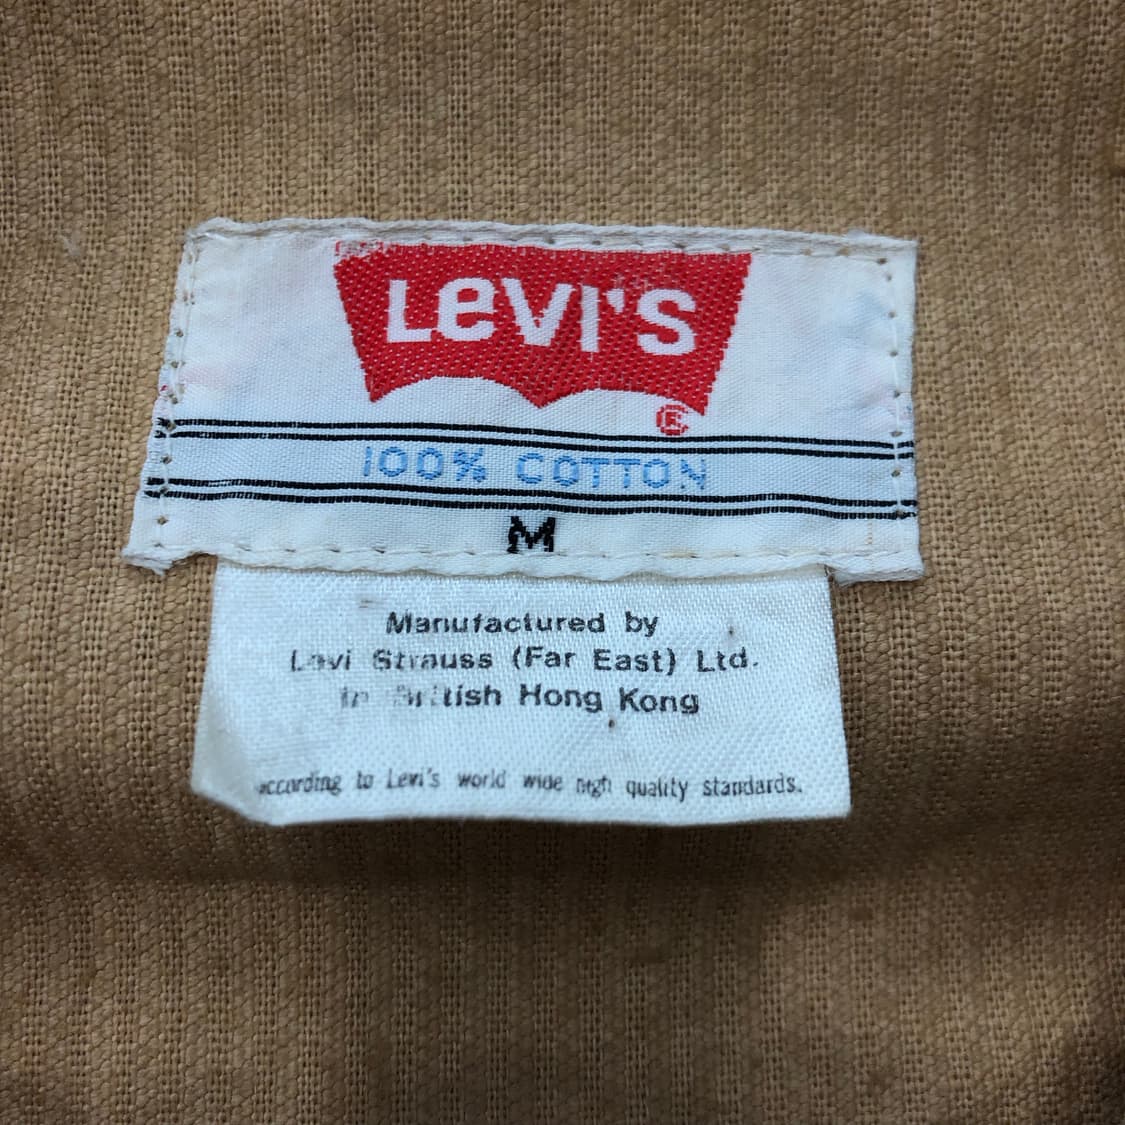 LEVI'S
®
100% COTTON
M
Manufactured by
Levi Strauss (Far East) Ltd.
in British Hong Kong
according to Levi's world wide high quality standards.